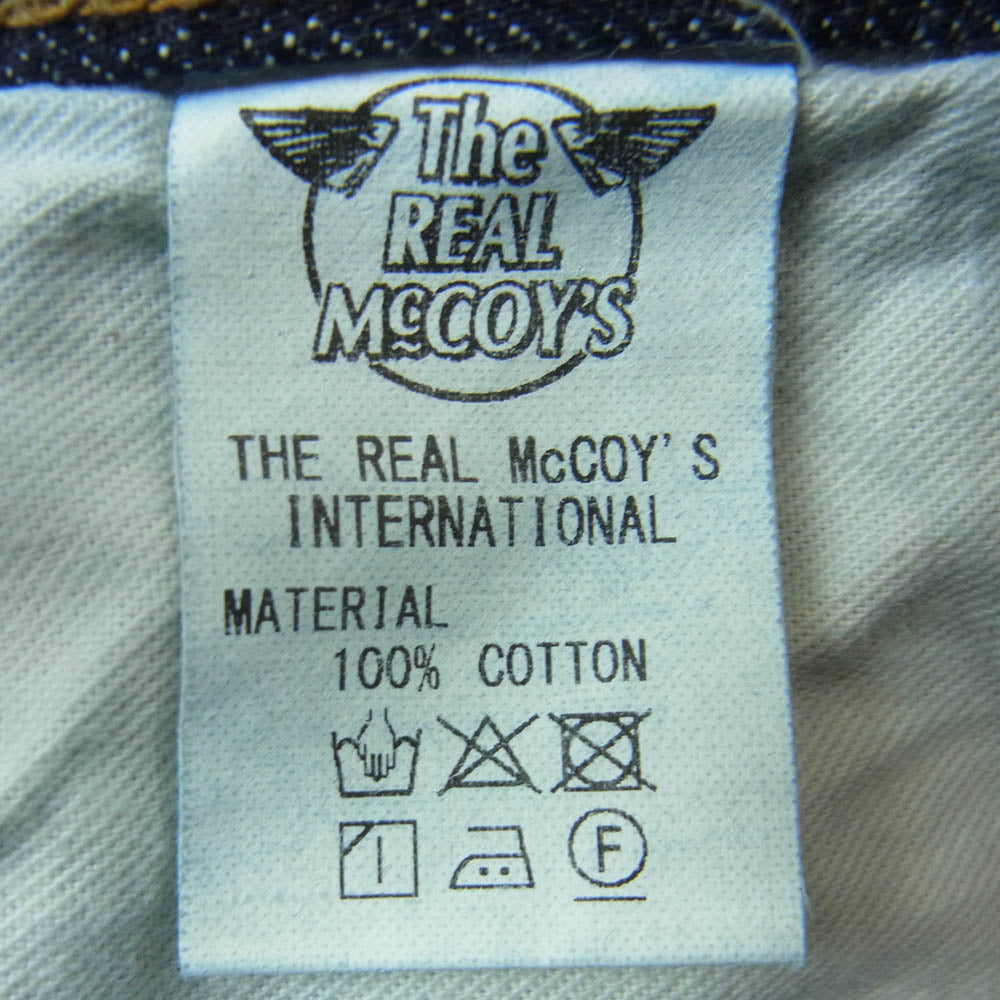 The
REAL
McCOY'S
THE REAL McCOY'S
INTERNATIONAL
MATERIAL
100% COTTON
F